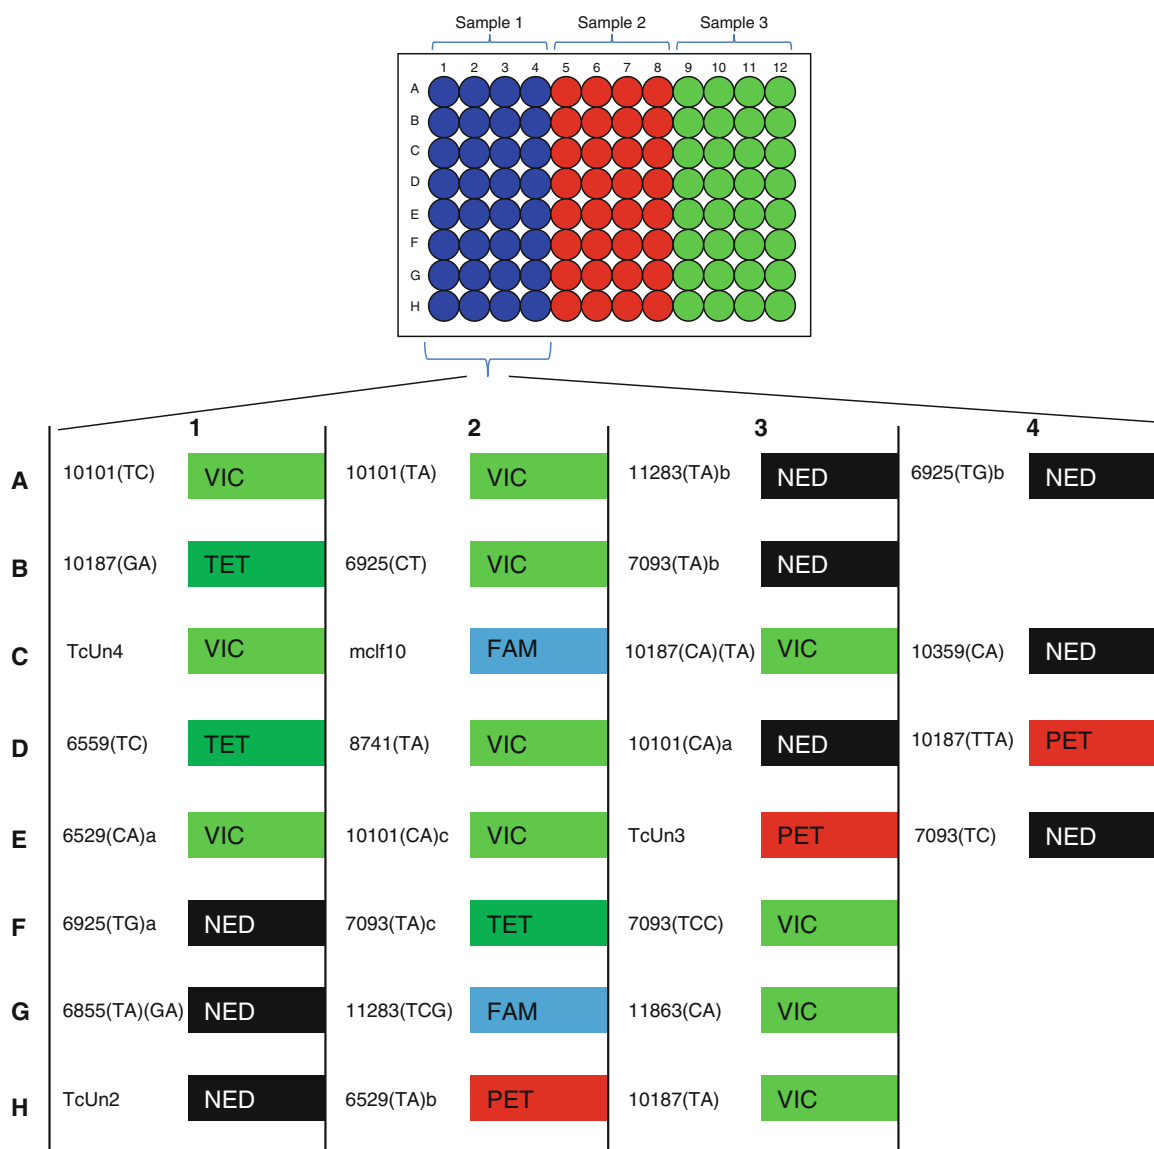 Sample 1 Sample 2 Sample 3
1 2 3 4 5 6 7 8 9 10 11 12
A
B
C
D
E
F
G
H
1 2 3 4
A 10101(TC) VIC 10101(TA) VIC 11283(TA)b NED 6925(TG)b NED
B 10187(GA) TET 6925(CT) VIC 7093(TA)b NED
C TcUn4 VIC mclf10 FAM 10187(CA)(TA) VIC 10359(CA) NED
D 6559(TC) TET 8741(TA) VIC 10101(CA)a NED 10187(TTA) PET
E 6529(CA)a VIC 10101(CA)c VIC TcUn3 PET 7093(TC) NED
F 6925(TG)a NED 7093(TA)c TET 7093(TCC) VIC
G 6855(TA)(GA) NED 11283(TCG) FAM 11863(CA) VIC
H TcUn2 NED 6529(TA)b PET 10187(TA) VIC